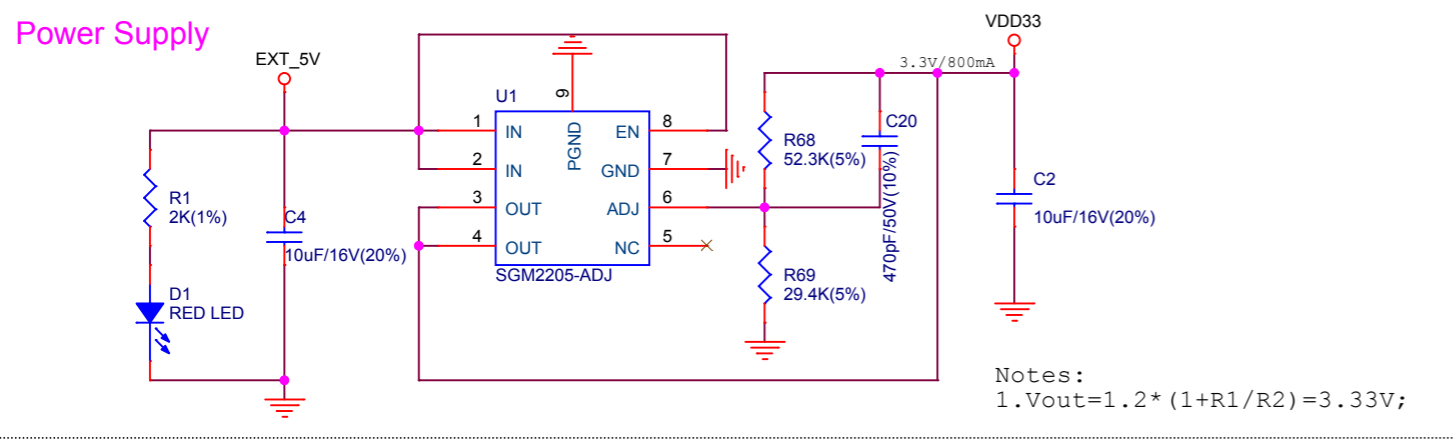 Power Supply
EXT_5V
VDD33
3.3V/800mA
U1
9
PGND
1
IN
EN
8
2
IN
GND
7
3
OUT
ADJ
6
4
OUT
NC
5
SGM2205-ADJ
R1
2K(1%)
C4
10uF/16V(20%)
D1
RED LED
R68
52.3K(5%)
C20
470pF/50V(10%)
R69
29.4K(5%)
C2
10uF/16V(20%)
Notes:
1.Vout=1.2*(1+R1/R2)=3.33V;